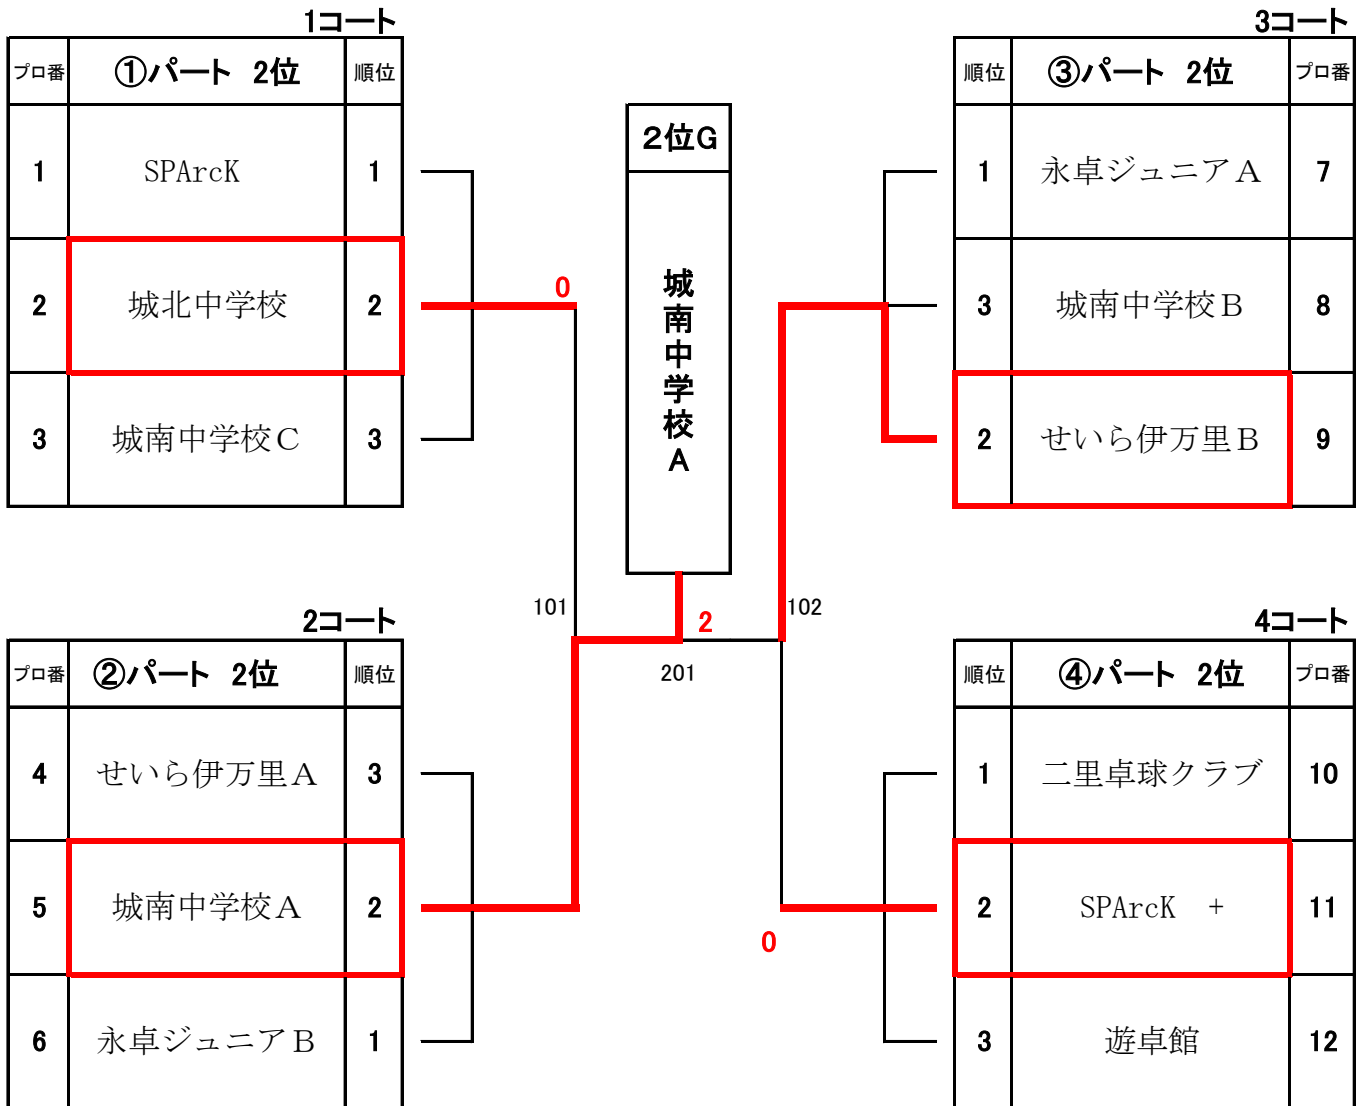 1コート
プロ番 ①パート 2位 順位
1 SPArcK 1
2 城北中学校 2
3 城南中学校C 3
0
2位G
城南中学校A
3コート
順位 ③パート 2位 プロ番
1 永卓ジュニアA 7
3 城南中学校B 8
2 せいら伊万里B 9
101
2
102
201
2コート
プロ番 ②パート 2位 順位
4 せいら伊万里A 3
5 城南中学校A 2
6 永卓ジュニアB 1
0
4コート
順位 ④パート 2位 プロ番
1 二里卓球クラブ 10
2 SPArcK + 11
3 遊卓館 12